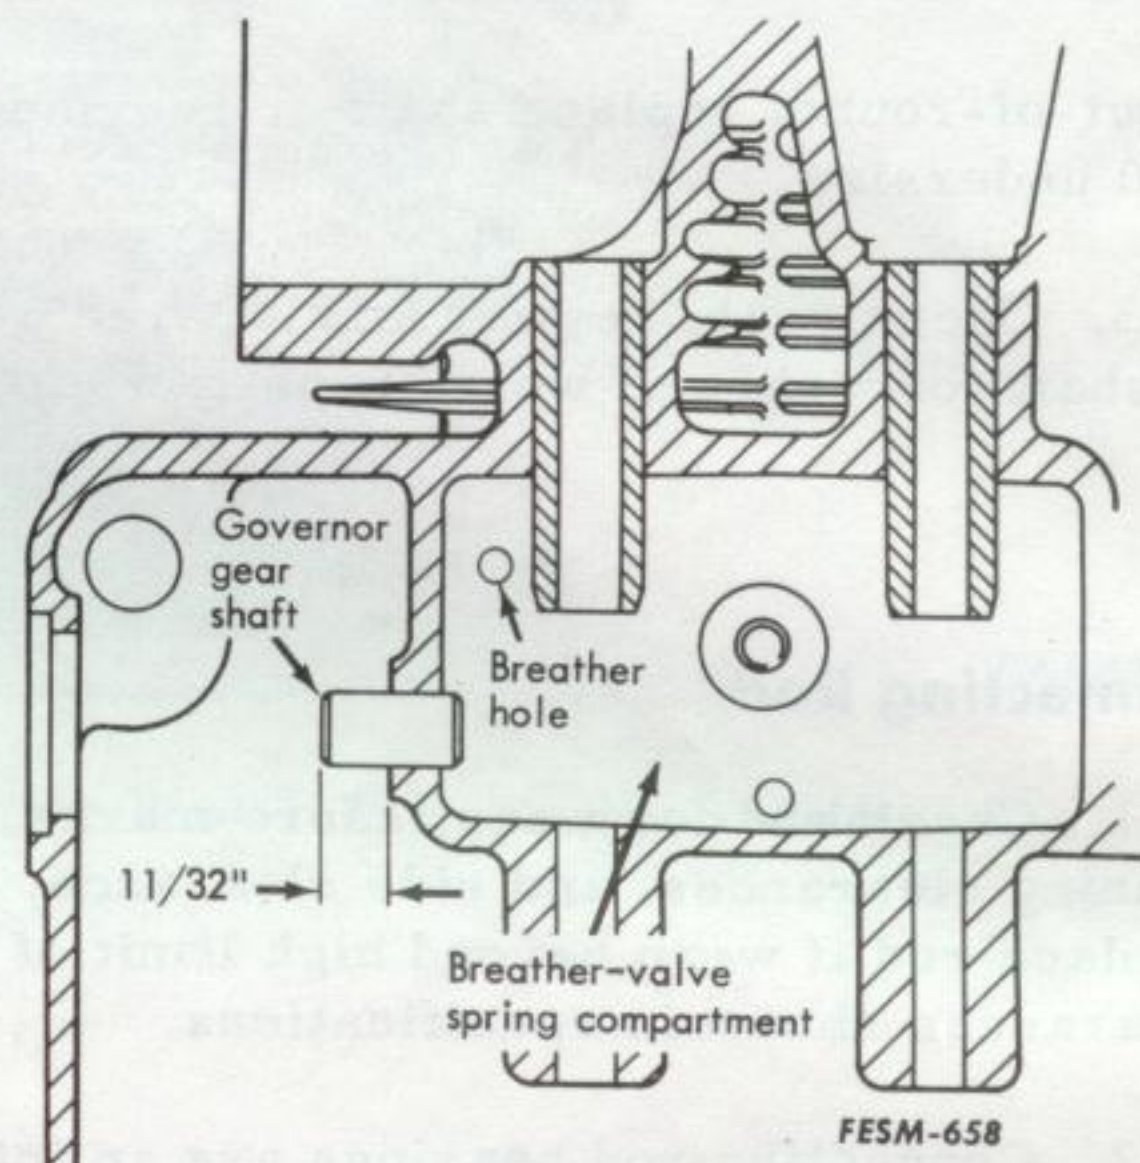 Governor
gear
shaft
Breather
hole
11/32"
Breather-valve
spring compartment
FESM-658